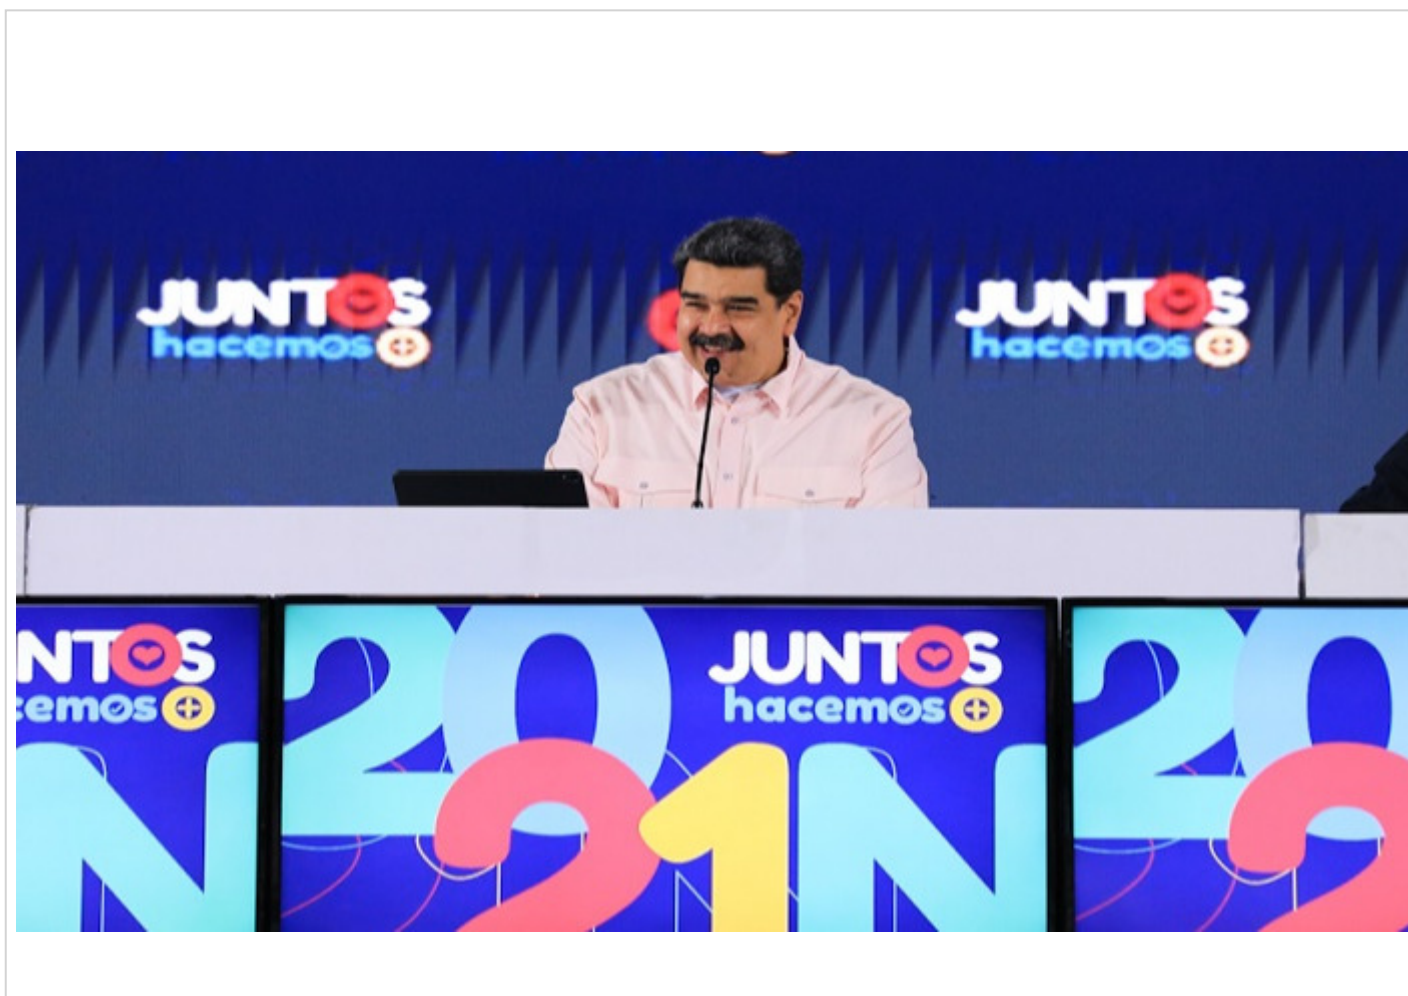 JUNTOS
hacemos +
JUNTOS
hacemos +
NTOS
cemos +
N
JUNTOS
hacemos +
20
21N
20
2